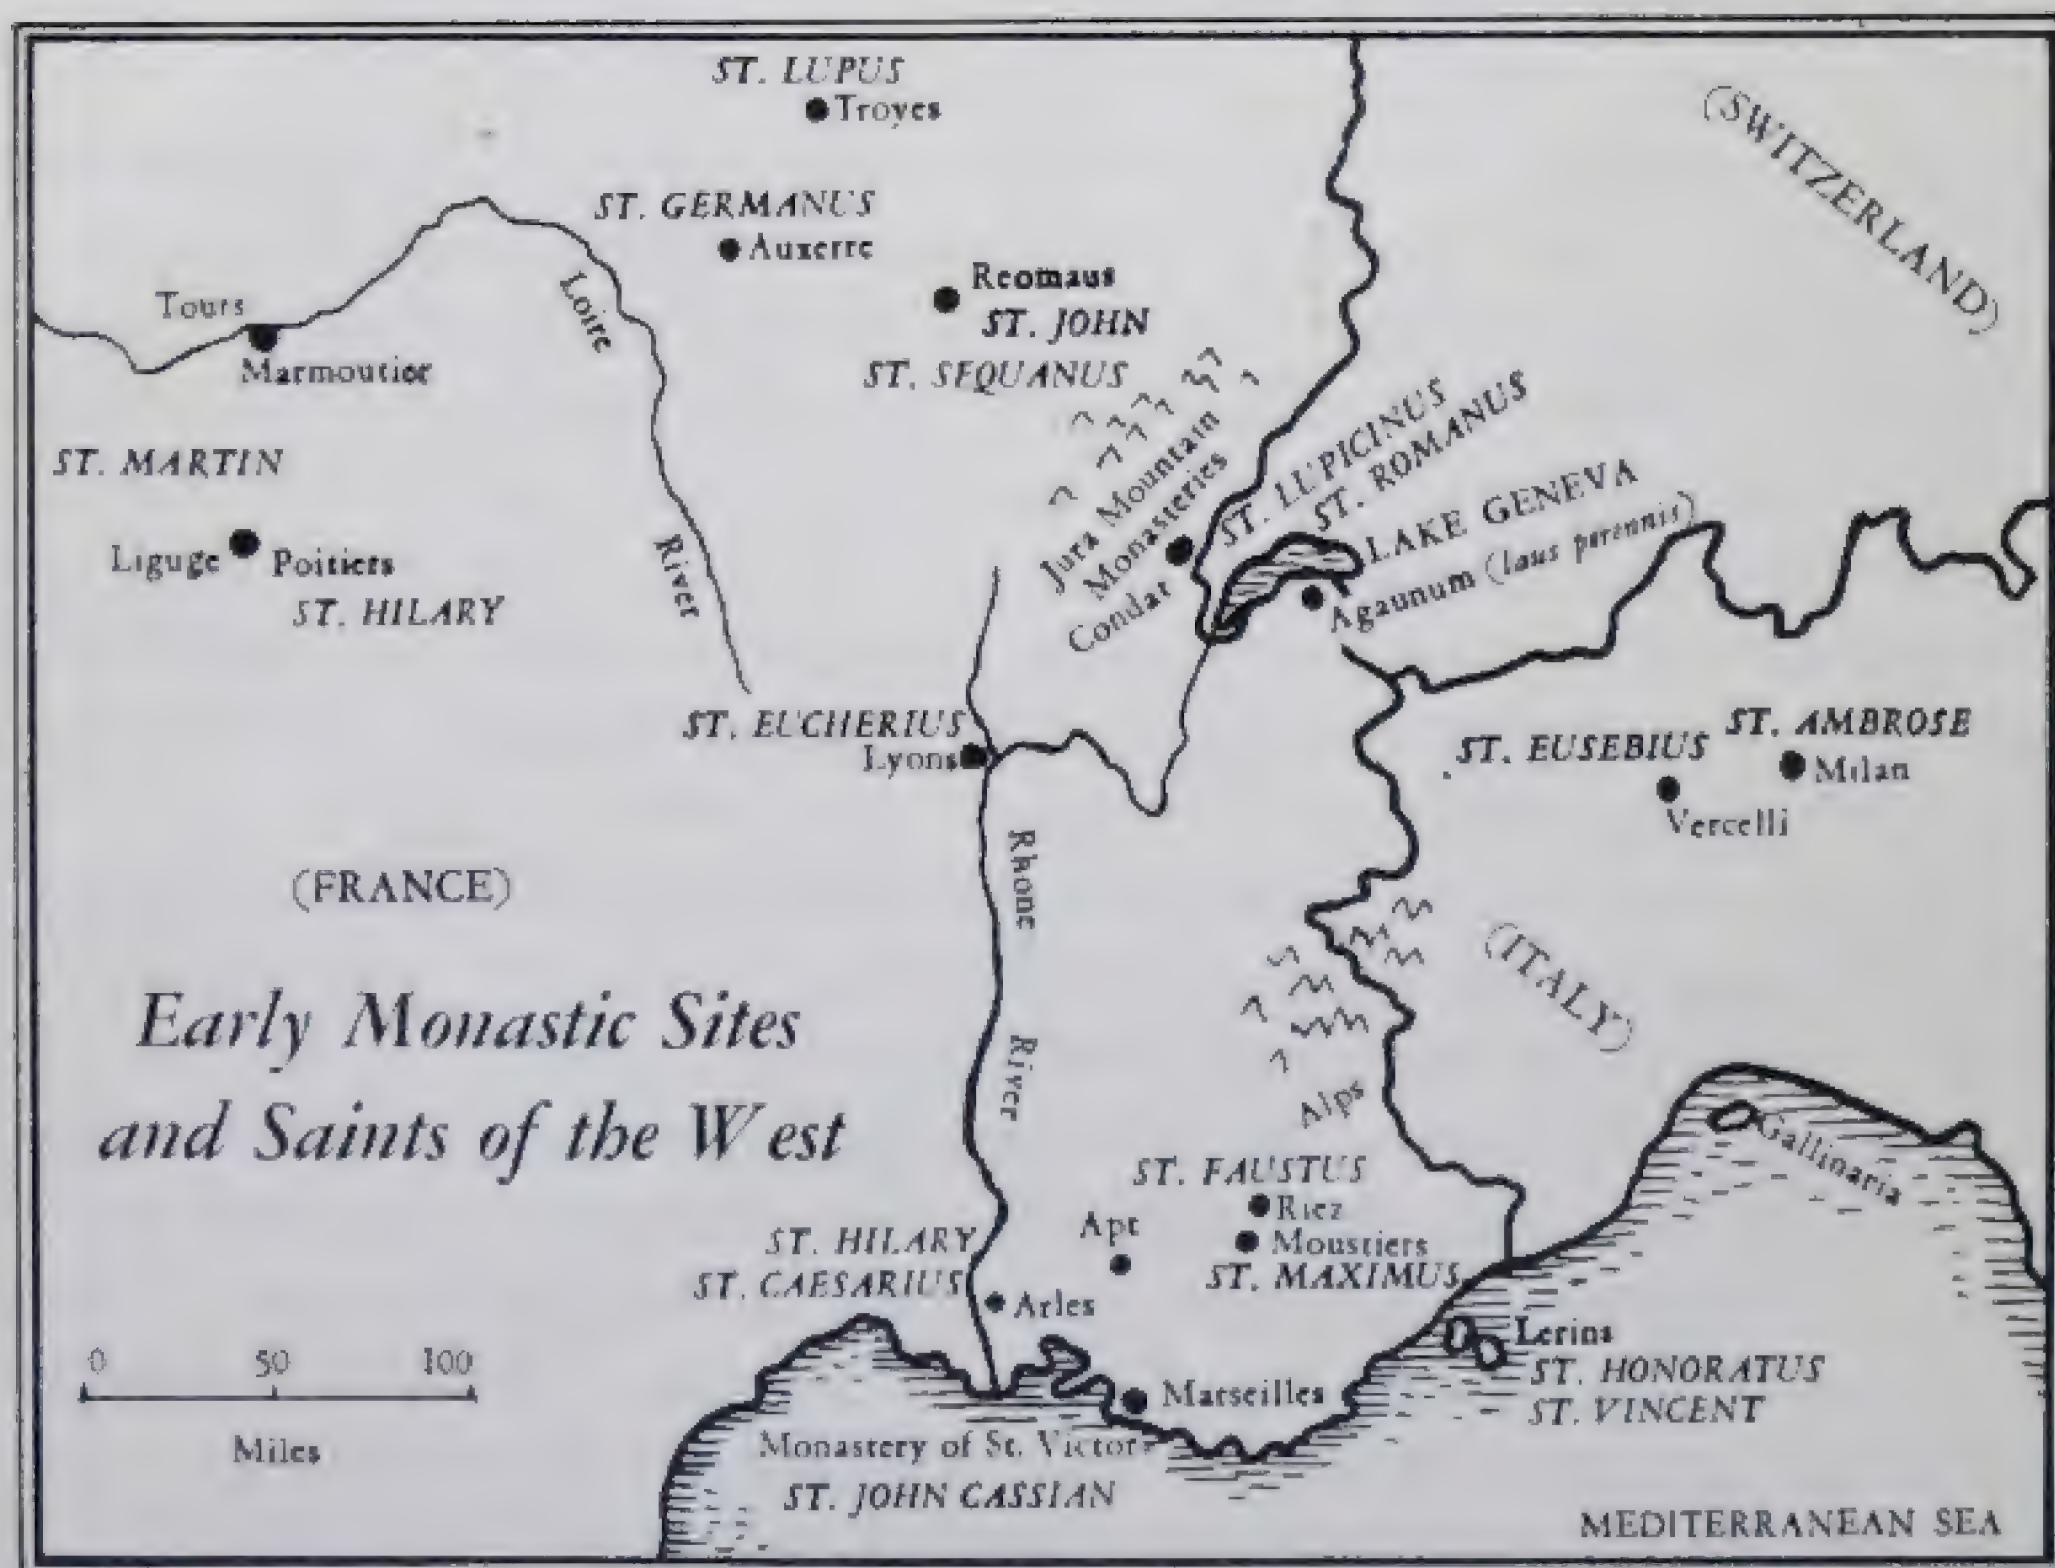 ST. LUPUS
Troyes
(SWITZERLAND)
ST. GERMANUS
Auxerre
Reomaus
ST. JOHN
ST. SEQUANUS
Tours
Marmoutier
Loire
River
ST. MARTIN
Liguge
Poitiers
ST. HILARY
Jura Mountain
Monasteries
Condat
ST. LUPICINUS
ST. ROMANUS
LAKE GENEVA
Agaunum (laus perennis)
ST. EUCHERIUS
Lyons
ST. EUSEBIUS
Vercelli
ST. AMBROSE
Milan
Rhone
River
(FRANCE)
(ITALY)
Early Monastic Sites
and Saints of the West
Alps
Gallinaria
ST. FAUSTUS
Riez
Moustiers
ST. MAXIMUS
Apt
ST. HILARY
ST. CAESARIUS
Arles
0 50 100
Miles
Lerins
ST. HONORATUS
ST. VINCENT
Marseilles
Monastery of St. Victor
ST. JOHN CASSIAN
MEDITERRANEAN SEA